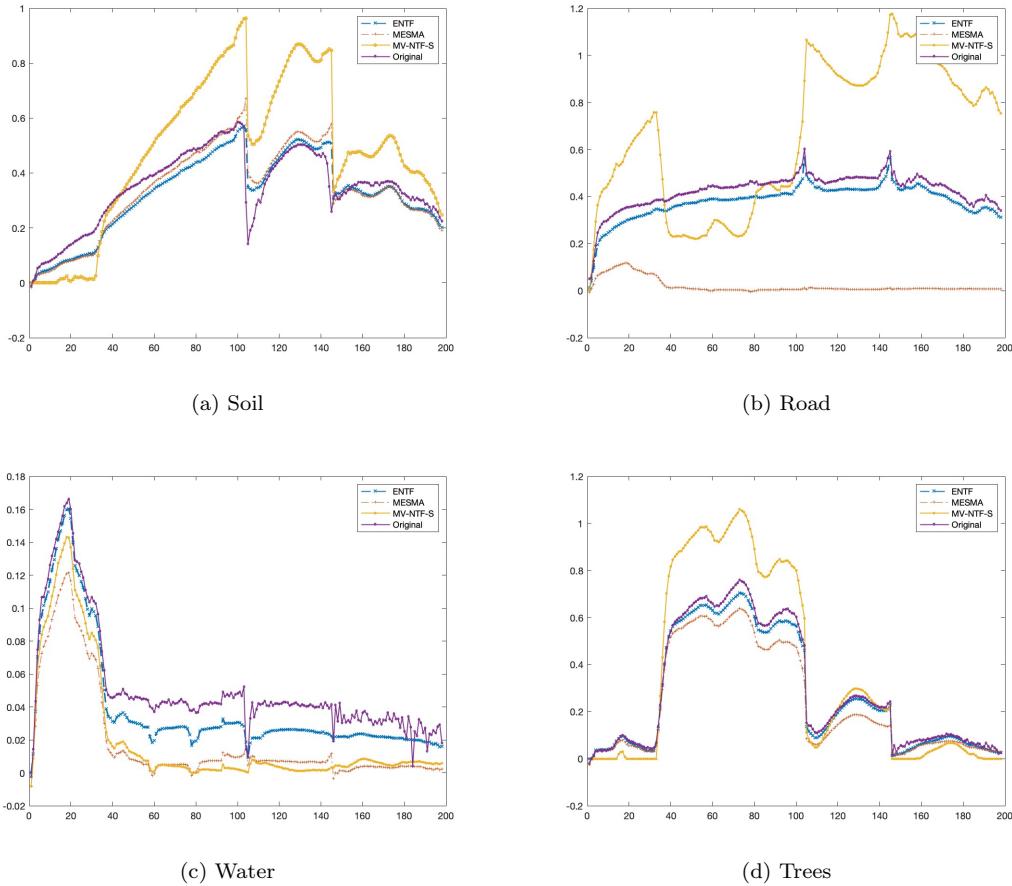 1
0.8
0.6
0.4
0.2
0
-0.2
0 20 40 60 80 100 120 140 160 180 200
ENTF
MESMA
MV-NTF-S
Original
(a) Soil
1.2
1
0.8
0.6
0.4
0.2
0
-0.2
0 20 40 60 80 100 120 140 160 180 200
ENTF
MESMA
MV-NTF-S
Original
(b) Road
0.18
0.16
0.14
0.12
0.1
0.08
0.06
0.04
0.02
0
-0.02
0 20 40 60 80 100 120 140 160 180 200
ENTF
MESMA
MV-NTF-S
Original
(c) Water
1.2
1
0.8
0.6
0.4
0.2
0
-0.2
0 20 40 60 80 100 120 140 160 180 200
ENTF
MESMA
MV-NTF-S
Original
(d) Trees